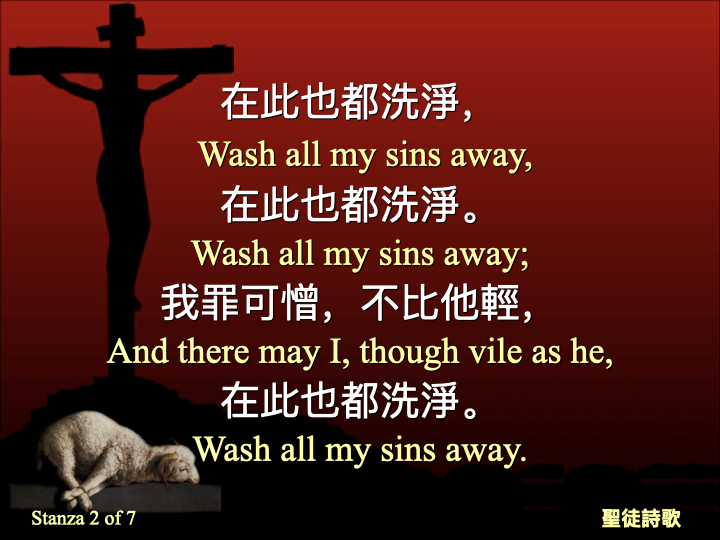 在此也都洗淨，
Wash all my sins away,
在此也都洗淨。
Wash all my sins away;
我罪可憎，不比他輕，
And there may I, though vile as he,
在此也都洗淨。
Wash all my sins away.
Stanza 2 of 7
聖徒詩歌